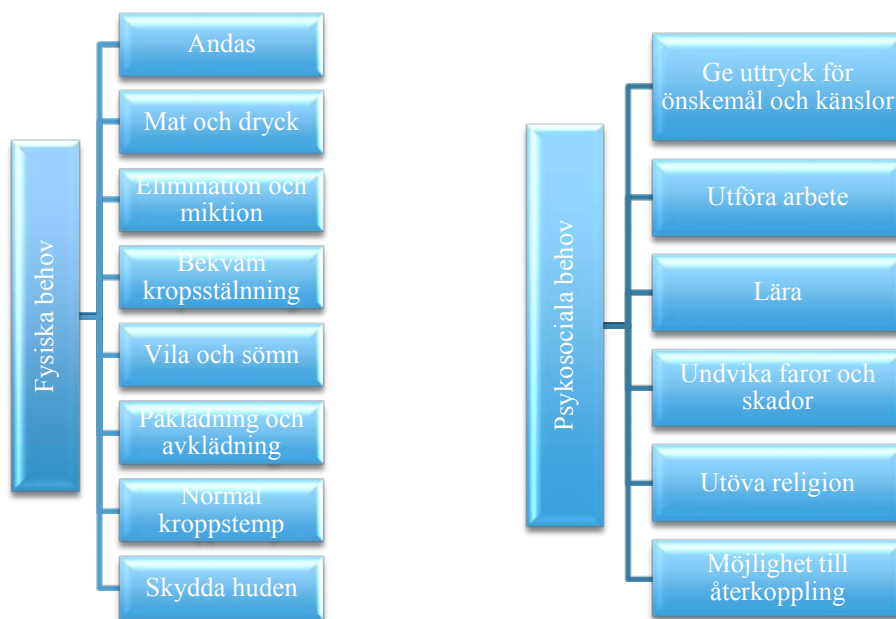 Fysiska behov
Andas
Mat och dryck
Elimination och
miktion
Bekväm
kropsstälnning
Vila och sömn
Påklädning och
avklädning
Normal
kroppstemp
Skydda huden
Psykosociala behov
Ge uttryck för
önskemål och känslor
Utföra arbete
Lära
Undvika faror och
skador
Utöva religion
Möjlighet till
återkoppling